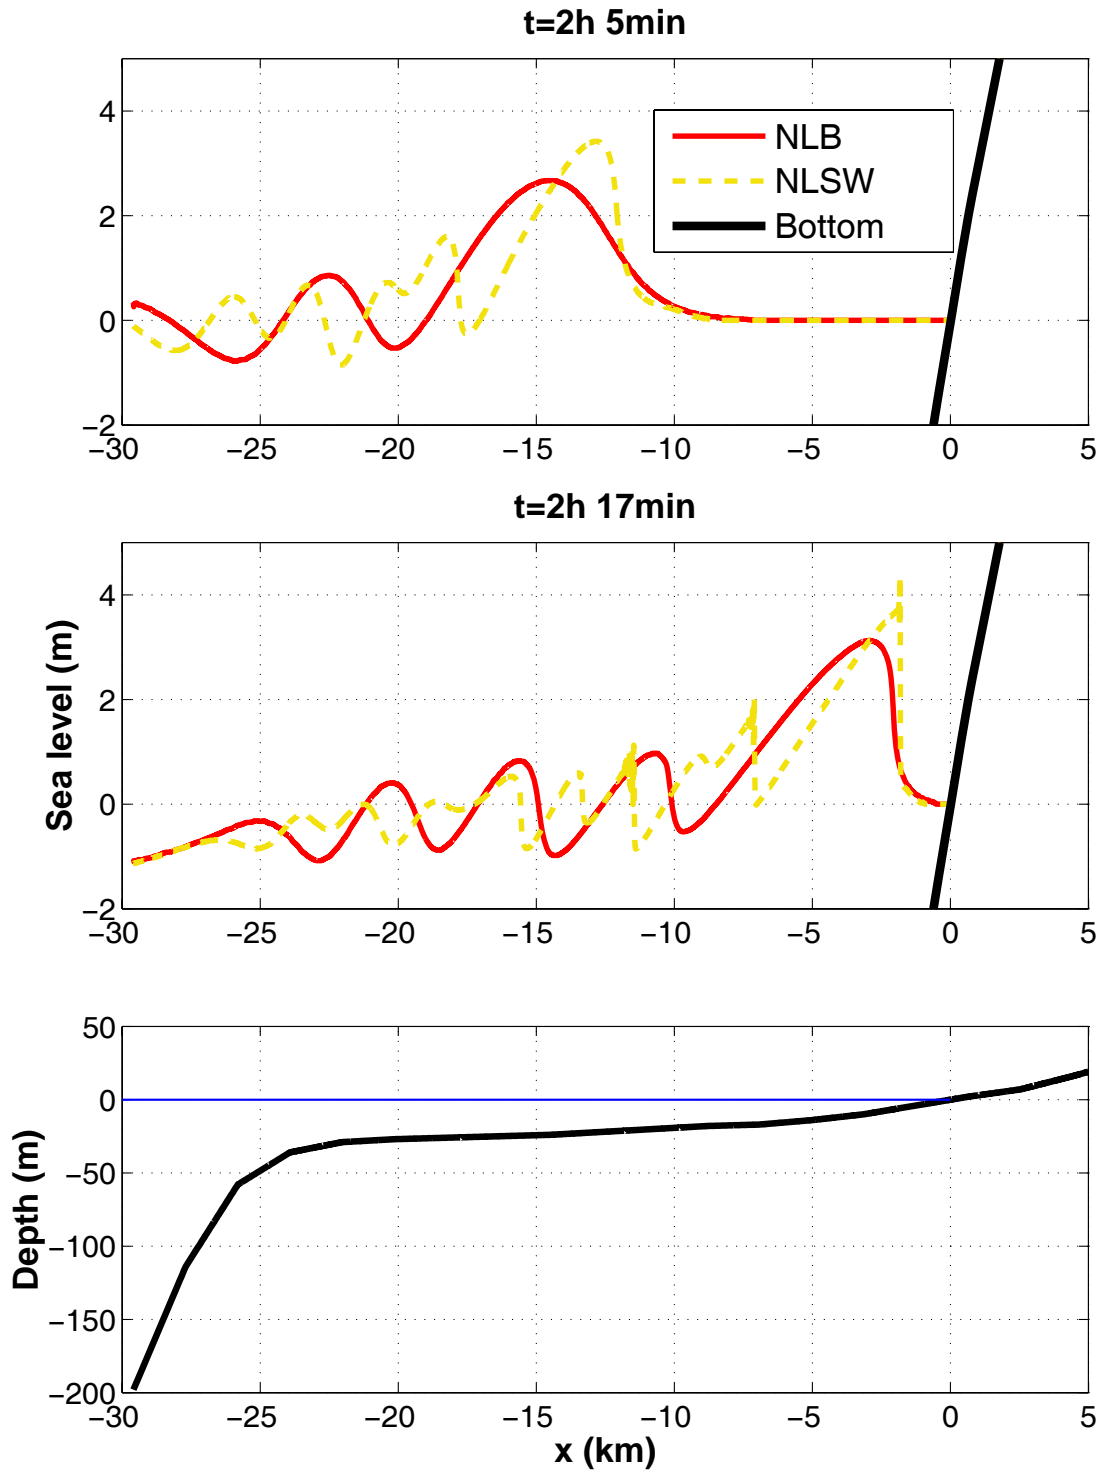 t=2h 5min
4
2
0
−2
NLB
NLSW
Bottom
−30 −25 −20 −15 −10 −5 0 5
t=2h 17min
Sea level (m)
4
2
0
−2
−30 −25 −20 −15 −10 −5 0 5
Depth (m)
50
0
−50
−100
−150
−200
−30 −25 −20 −15 −10 −5 0 5
x (km)